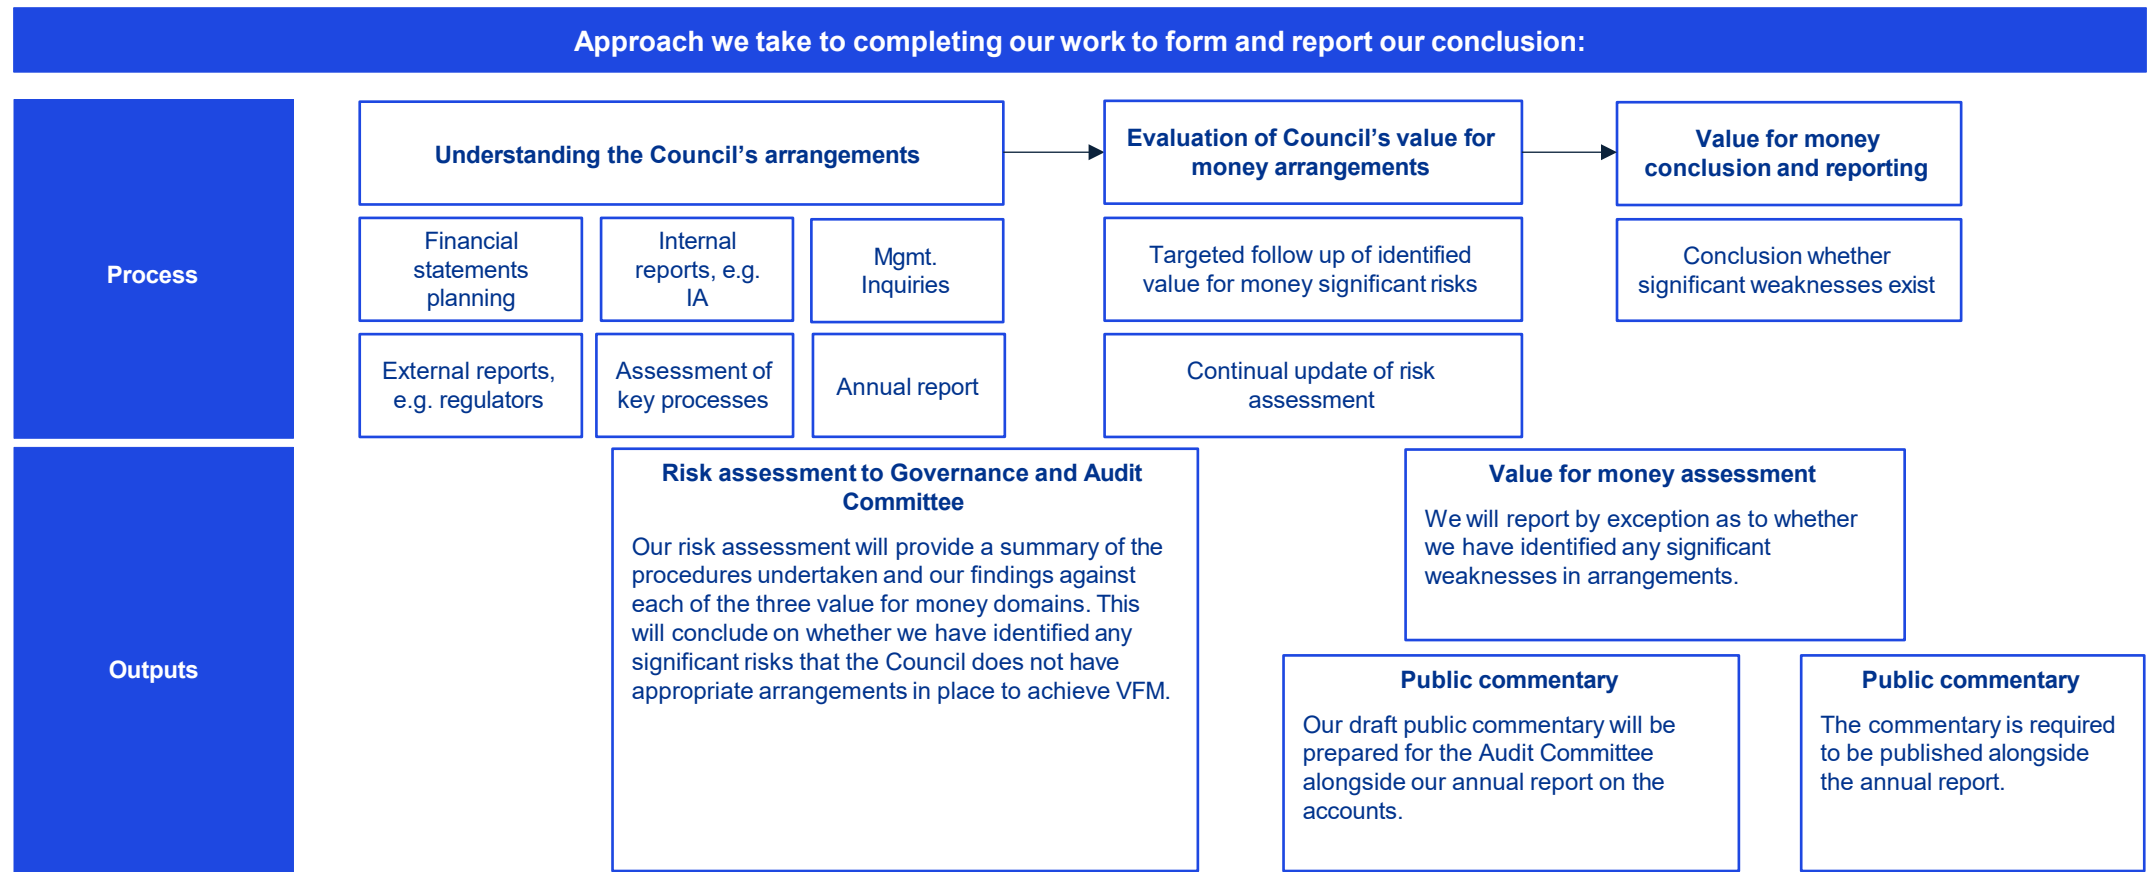 Approach we take to completing our work to form and report our conclusion:
Process
Understanding the Council's arrangements
Evaluation of Council's value for
money arrangements
Value for money
conclusion and reporting
Financial
statements
planning
Internal
reports, e.g.
IA
Mgmt.
Inquiries
Targeted follow up of identified
value for money significant risks
Conclusion whether
significant weaknesses exist
External reports,
e.g. regulators
Assessment of
key processes
Annual report
Continual update of risk
assessment
Outputs
Risk assessment to Governance and Audit
Committee
Our risk assessment will provide a summary of the
procedures undertaken and our findings against
each of the three value for money domains. This
will conclude on whether we have identified any
significant risks that the Council does not have
appropriate arrangements in place to achieve VFM.
Value for money assessment
We will report by exception as to whether
we have identified any significant
weaknesses in arrangements.
Public commentary
Our draft public commentary will be
prepared for the Audit Committee
alongside our annual report on the
accounts.
Public commentary
The commentary is required
to be published alongside
the annual report.